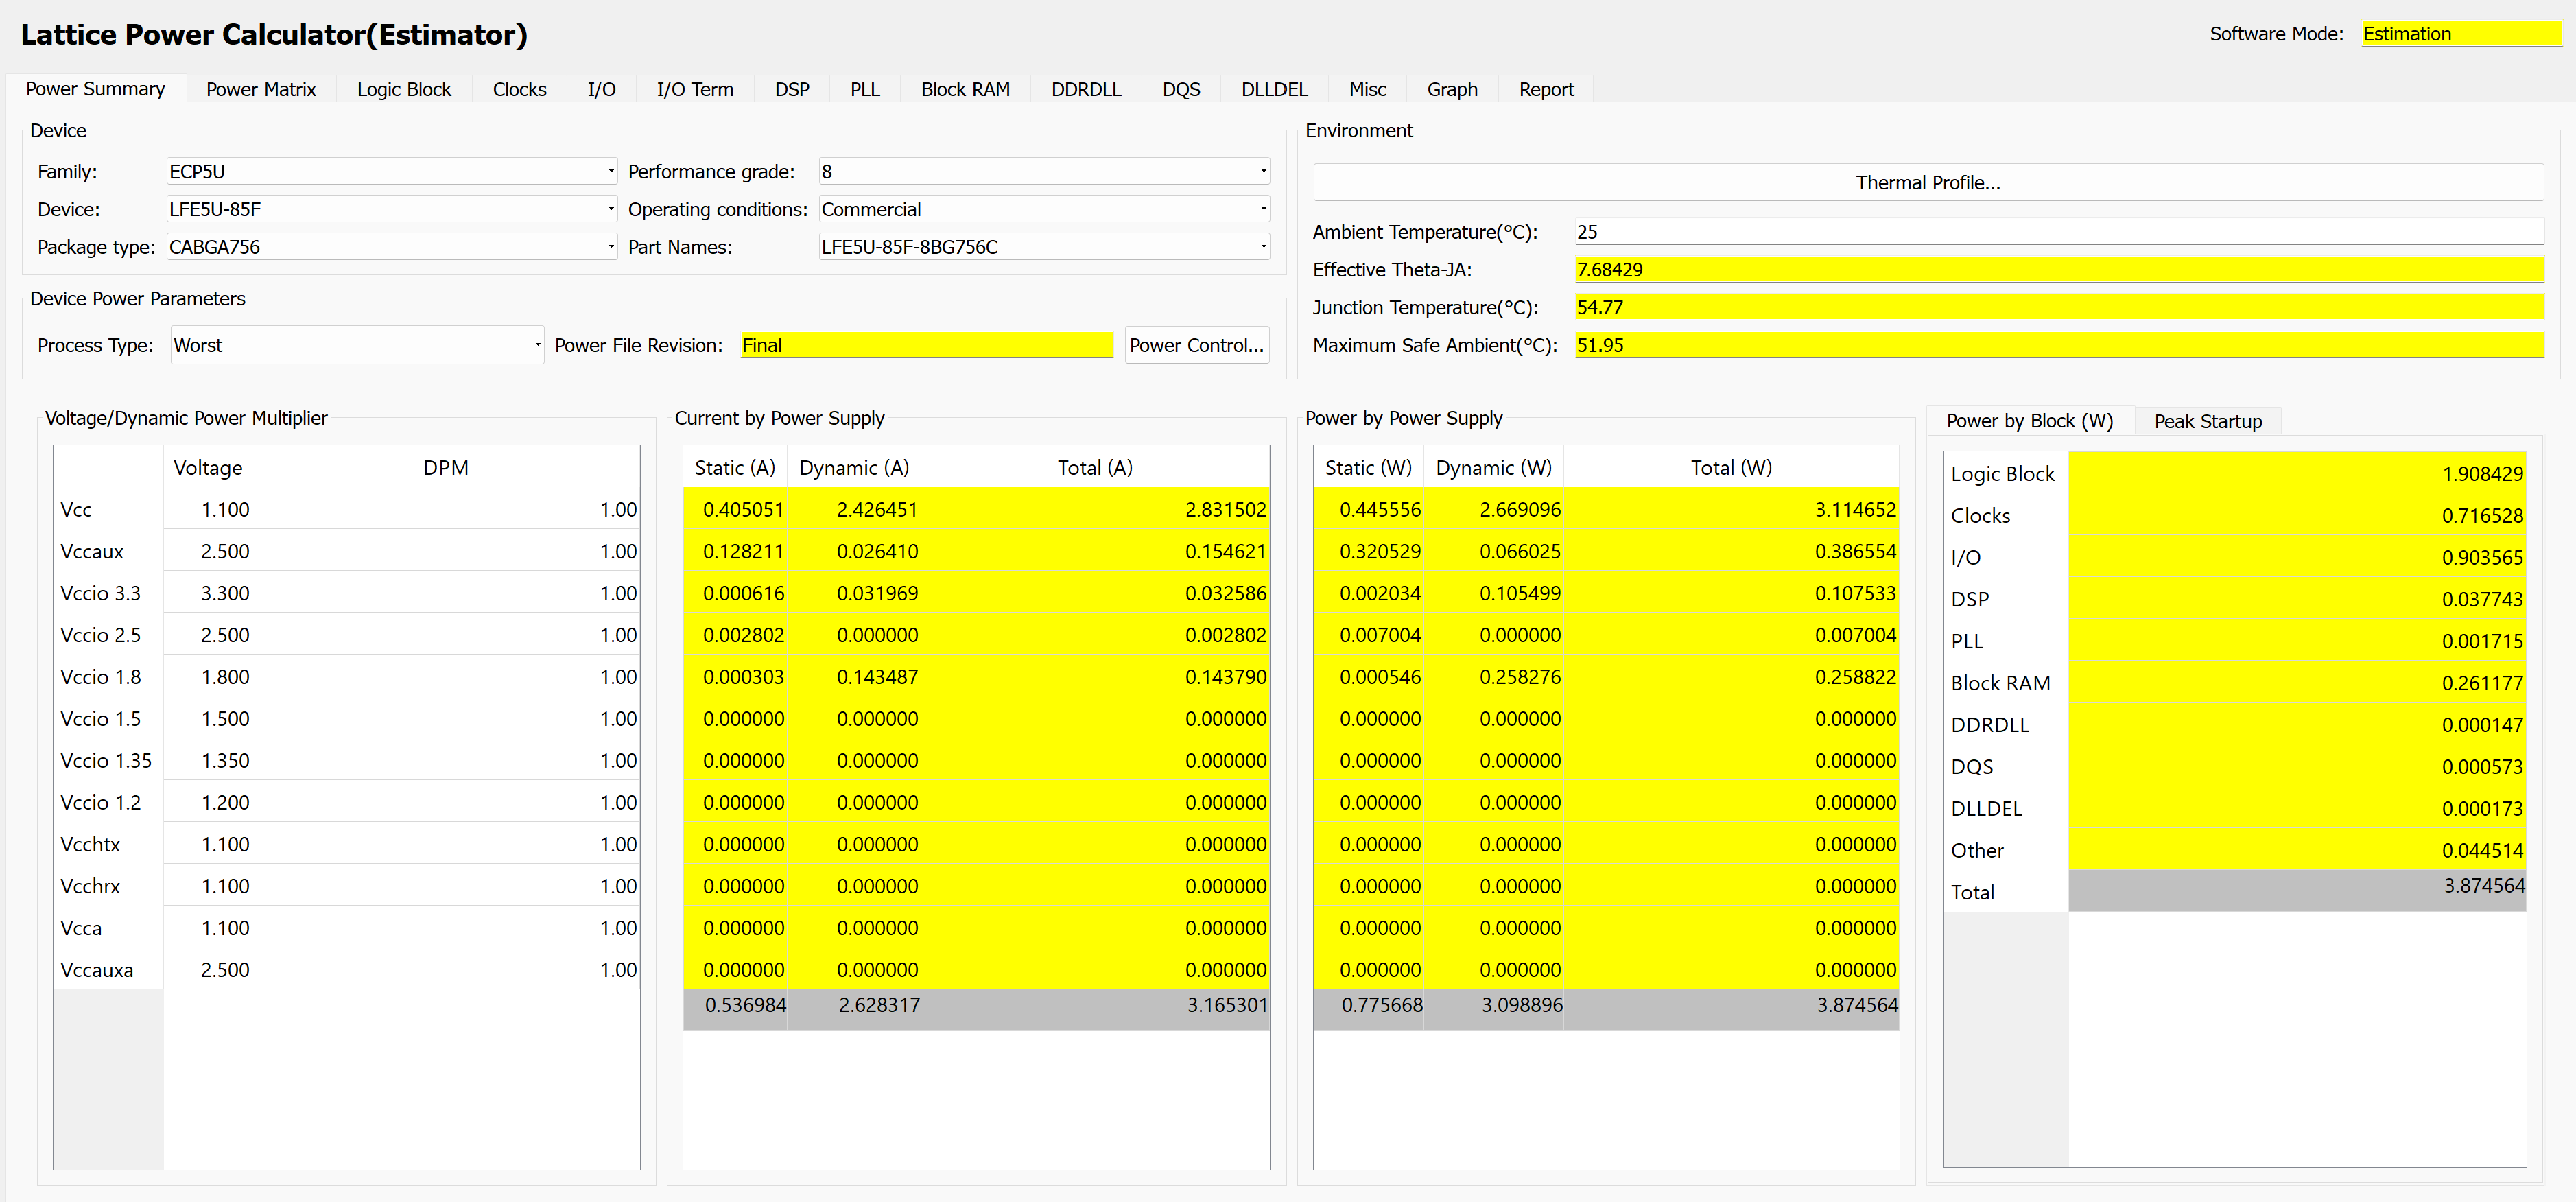 Lattice Power Calculator(Estimator)
Software Mode: Estimation
Power Summary Power Matrix Logic Block Clocks I/O I/O Term DSP PLL Block RAM DDRDLL DQS DLLDEL Misc Graph Report
Device
Family: ECP5U Performance grade: 8
Device: LFE5U-85F Operating conditions: Commercial
Package type: CABGA756 Part Names: LFE5U-85F-8BG756C
Device Power Parameters
Process Type: Worst Power File Revision: Final Power Control...
Environment
Thermal Profile...
Ambient Temperature(°C): 25
Effective Theta-JA: 7.68429
Junction Temperature(°C): 54.77
Maximum Safe Ambient(°C): 51.95
Voltage/Dynamic Power Multiplier
Voltage DPM
Vcc 1.100 1.00
Vccaux 2.500 1.00
Vccio 3.3 3.300 1.00
Vccio 2.5 2.500 1.00
Vccio 1.8 1.800 1.00
Vccio 1.5 1.500 1.00
Vccio 1.35 1.350 1.00
Vccio 1.2 1.200 1.00
Vcchtx 1.100 1.00
Vcchrx 1.100 1.00
Vcca 1.100 1.00
Vccauxa 2.500 1.00
Current by Power Supply
Static (A) Dynamic (A) Total (A)
0.405051 2.426451 2.831502
0.128211 0.026410 0.154621
0.000616 0.031969 0.032586
0.002802 0.000000 0.002802
0.000303 0.143487 0.143790
0.000000 0.000000 0.000000
0.000000 0.000000 0.000000
0.000000 0.000000 0.000000
0.000000 0.000000 0.000000
0.000000 0.000000 0.000000
0.000000 0.000000 0.000000
0.000000 0.000000 0.000000
0.536984 2.628317 3.165301
Power by Power Supply
Static (W) Dynamic (W) Total (W)
0.445556 2.669096 3.114652
0.320529 0.066025 0.386554
0.002034 0.105499 0.107533
0.007004 0.000000 0.007004
0.000546 0.258276 0.258822
0.000000 0.000000 0.000000
0.000000 0.000000 0.000000
0.000000 0.000000 0.000000
0.000000 0.000000 0.000000
0.000000 0.000000 0.000000
0.000000 0.000000 0.000000
0.000000 0.000000 0.000000
0.775668 3.098896 3.874564
Power by Block (W) Peak Startup
Logic Block 1.908429
Clocks 0.716528
I/O 0.903565
DSP 0.037743
PLL 0.001715
Block RAM 0.261177
DDRDLL 0.000147
DQS 0.000573
DLLDEL 0.000173
Other 0.044514
Total 3.874564